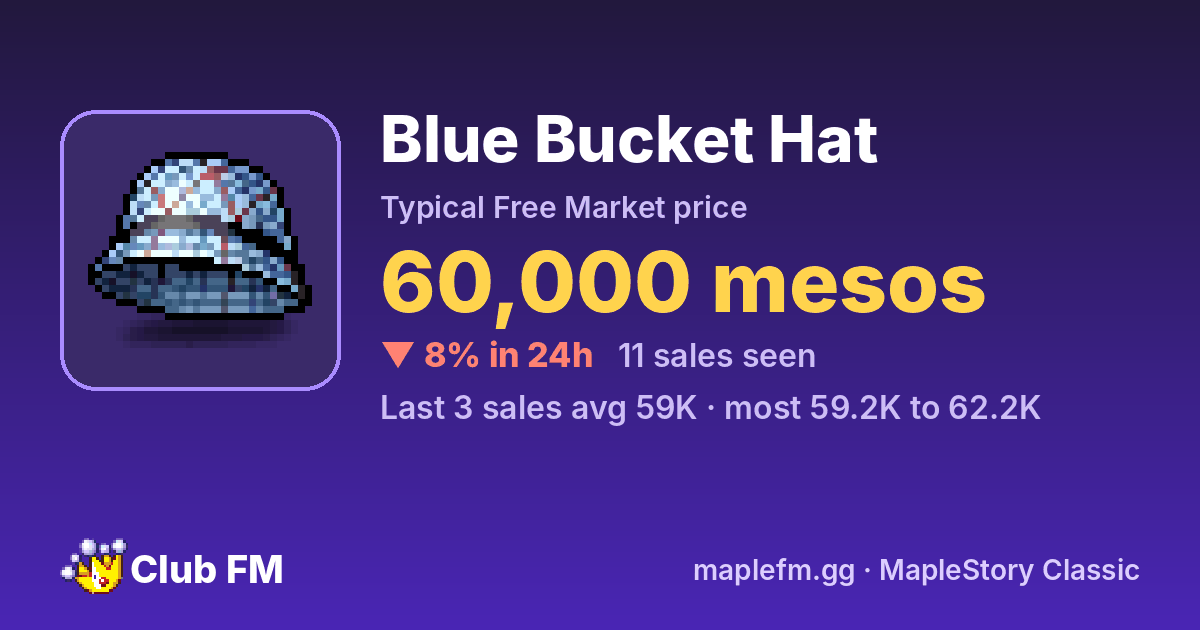 Blue Bucket Hat
Typical Free Market price
60,000 mesos
▼ 8% in 24h 11 sales seen
Last 3 sales avg 59K · most 59.2K to 62.2K
Club FM
maplefm.gg · MapleStory Classic